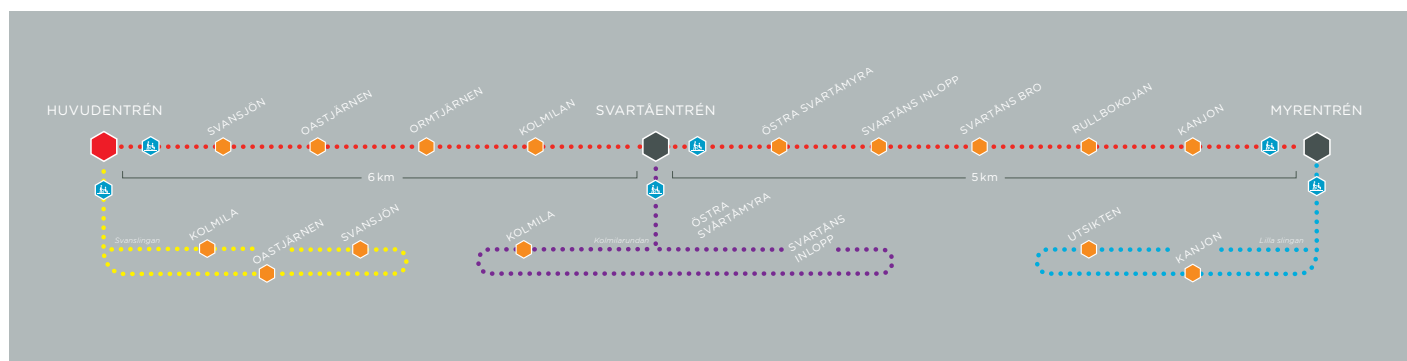 HUVUDENTRÉN
SVANSJÖN
OASTJÄRNEN
ORMTJÄRNEN
KOLMILAN
SVARTÅENTRÉN
ÖSTRA SVARTÅMYRA
SVARTÅNS INLOPP
SVARTÅNS BRO
RULLBOKOJAN
KANJON
MYRENTRÉN
6 km
5 km
Svanslingan
KOLMILA
OASTJÄRNEN
SVANSJÖN
KOLMILA
Kolmilarundan
ÖSTRA
SVARTÅMYRA
SVARTÅNS
INLOPP
UTSIKTEN
KANJON
Lilla slingan